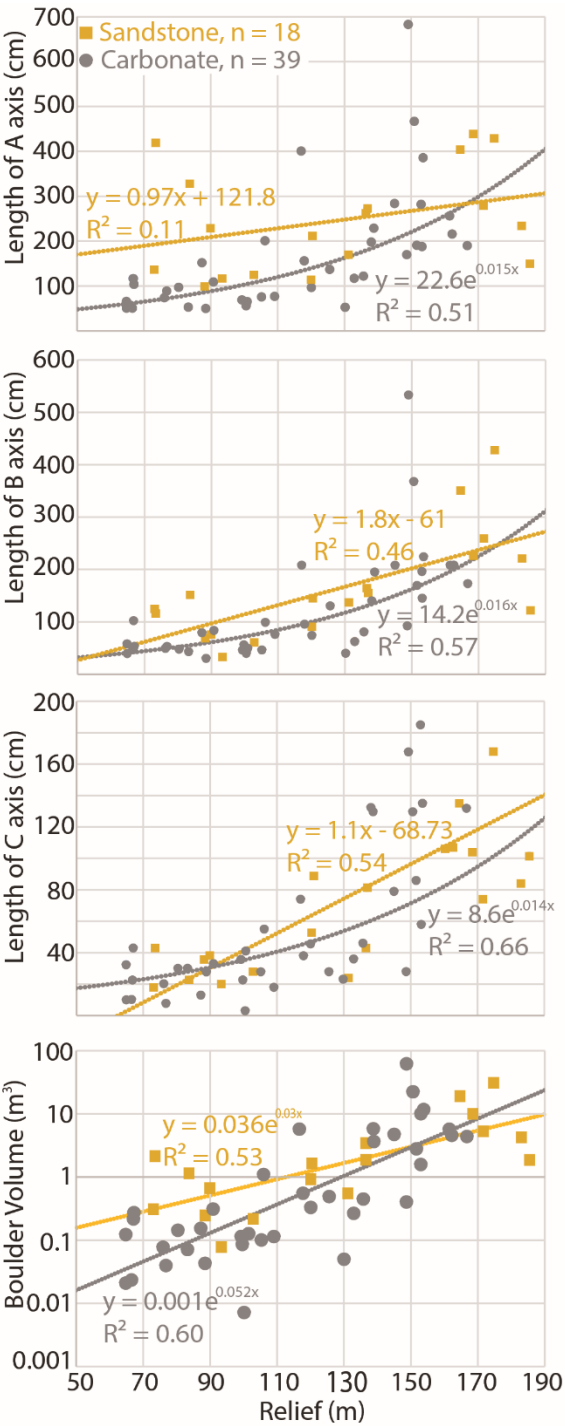 700
Sandstone, n = 18
Carbonate, n = 39
600
500
400
300
200
100
Length of A axis (cm)
y = 0.97x + 121.8
R² = 0.11
y = 22.6e^0.015x
R² = 0.51
600
500
400
300
200
100
Length of B axis (cm)
y = 1.8x - 61
R² = 0.46
y = 14.2e^0.016x
R² = 0.57
200
160
120
80
40
Length of C axis (cm)
y = 1.1x - 68.73
R² = 0.54
y = 8.6e^0.014x
R² = 0.66
100
10
1
0.1
0.01
0.001
Boulder Volume (m³)
y = 0.036e^0.03x
R² = 0.53
y = 0.001e^0.052x
R² = 0.60
50 70 90 110 130 150 170 190
Relief (m)